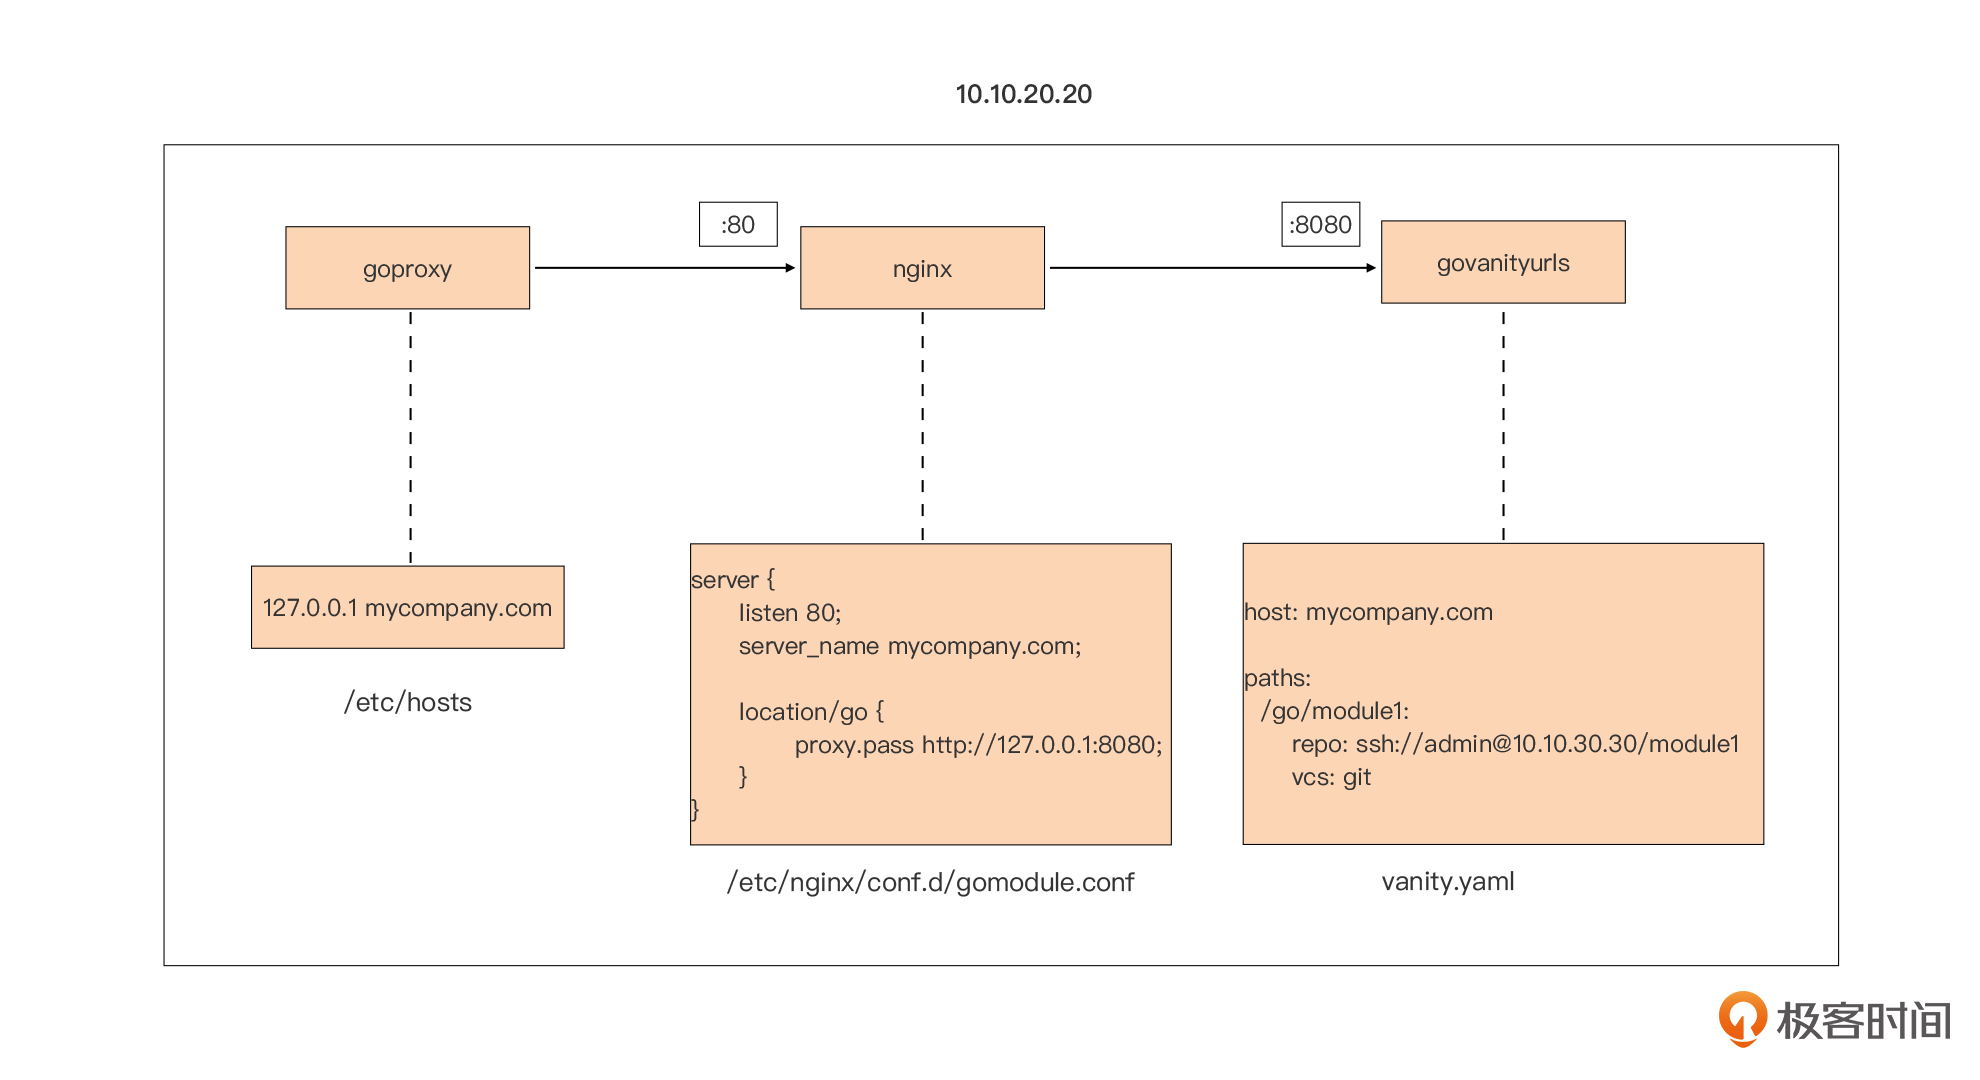 10.10.20.20
:80
:8080
goproxy
nginx
govanityurls
127.0.0.1 mycompany.com
/etc/hosts
server {
listen 80;
server_name mycompany.com;
location/go {
proxy.pass http://127.0.0.1:8080;
}
}
/etc/nginx/conf.d/gomodule.conf
host: mycompany.com
paths:
/go/module1:
repo: ssh://admin@10.10.30.30/module1
vcs: git
vanity.yaml
极客时间